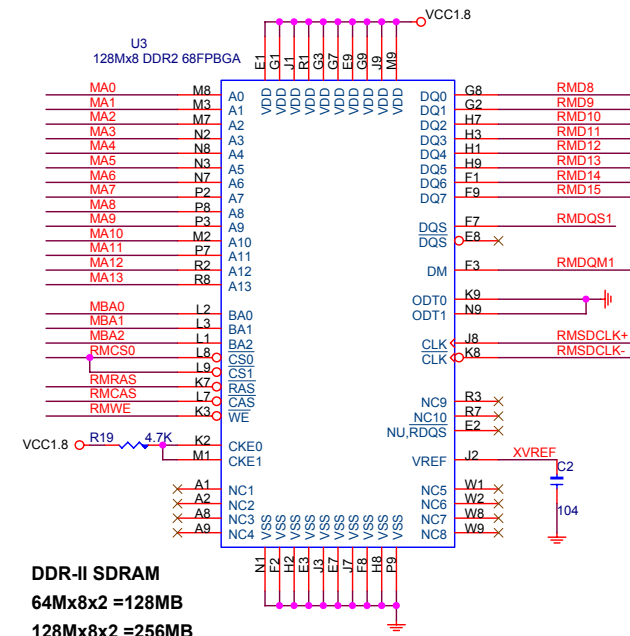 VCC1.8
U3
128Mx8 DDR2 68FPBGA
E1 G1 J1 R1 G3 G7 E9 G9 J9 M9
VDD VDD VDD VDD VDD VDD VDD VDD VDD VDD
MA0 M8 A0 DQ0 G8 RMD8
MA1 M3 A1 DQ1 G2 RMD9
MA2 M7 A2 DQ2 H7 RMD10
MA3 N2 A3 DQ3 H3 RMD11
MA4 N8 A4 DQ4 H1 RMD12
MA5 N3 A5 DQ5 H9 RMD13
MA6 N7 A6 DQ6 F1 RMD14
MA7 P2 A7 DQ7 F9 RMD15
MA8 P8 A8
MA9 P3 A9 DQS F7 RMDQS1
MA10 M2 A10 DQS E8
MA11 P7 A11
MA12 R2 A12 DM F3 RMDQM1
MA13 R8 A13
ODT0 K9
MBA0 L2 BA0 ODT1 N9
MBA1 L3 BA1
MBA2 L1 BA2 CLK J8 RMSDCLK+
RMCS0 L8 CS0 CLK K8 RMSDCLK-
L9 CS1
RMRAS K7 RAS
RMCAS L7 CAS NC9 R3
RMWE K3 WE NC10 R7
NU,RDQS E2
VCC1.8 R19 4.7K K2 CKE0
M1 CKE1 VREF J2 XVREF
C2
104
A1 NC1 NC5 W1
A2 NC2 NC6 W2
A8 NC3 NC7 W8
A9 NC4 NC8 W9
VSS VSS VSS VSS VSS VSS VSS VSS VSS VSS
N1 F2 H2 E3 J3 E7 J7 F8 H8 P9
DDR-II SDRAM
64Mx8x2 =128MB
128Mx8x2 =256MB